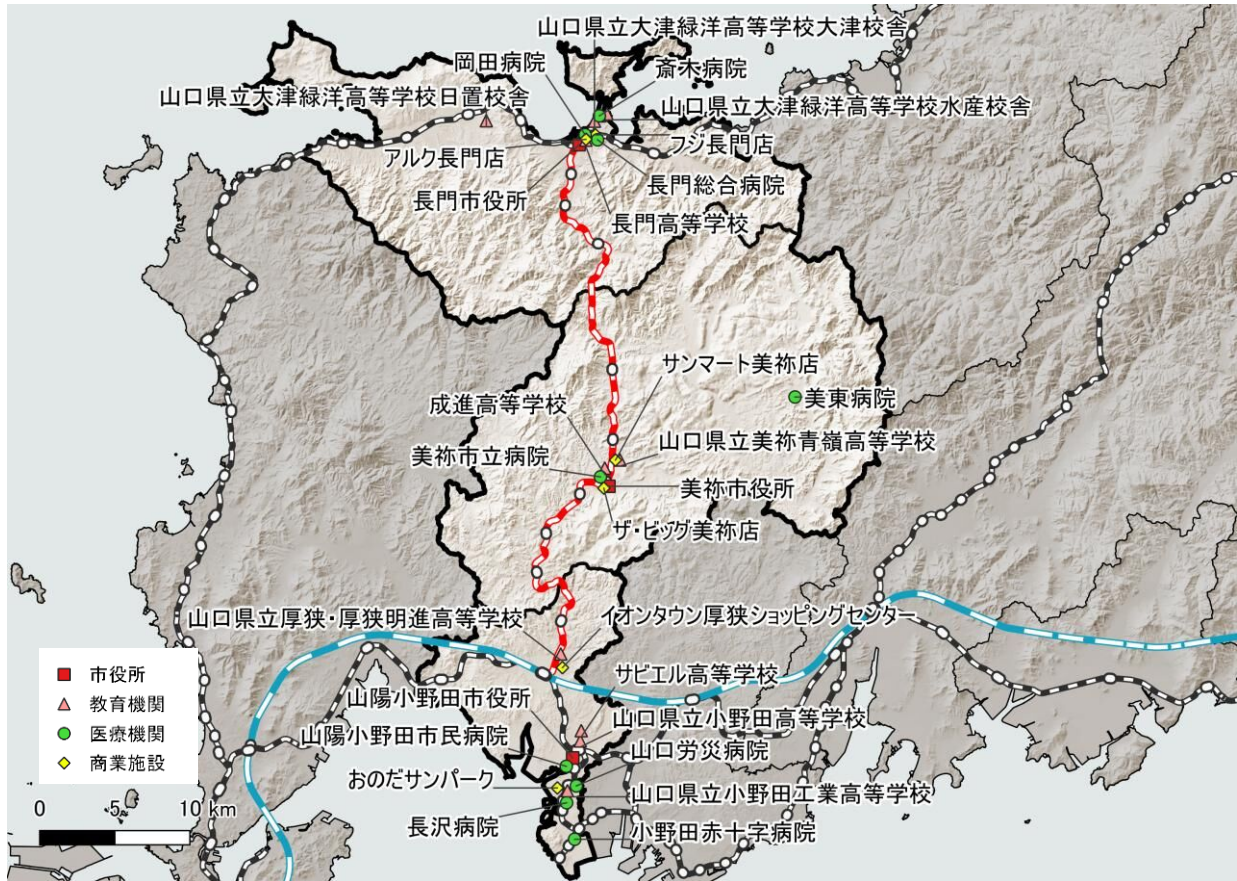 山口県立大津緑洋高等学校大津校舎
岡田病院
斎木病院
山口県立大津緑洋高等学校日置校舎
山口県立大津緑洋高等学校水産校舎
アルク長門店
フジ長門店
長門総合病院
長門市役所
長門高等学校
サンマート美祢店
美東病院
成進高等学校
山口県立美祢青嶺高等学校
美祢市立病院
美祢市役所
ザ・ビッグ美祢店
山口県立厚狭・厚狭明進高等学校
イオンタウン厚狭ショッピングセンター
サビエル高等学校
山陽小野田市役所
山口県立小野田高等学校
山陽小野田市民病院
山口労災病院
おのだサンパーク
山口県立小野田工業高等学校
長沢病院
小野田赤十字病院
市役所
教育機関
医療機関
商業施設
0 5 10 km